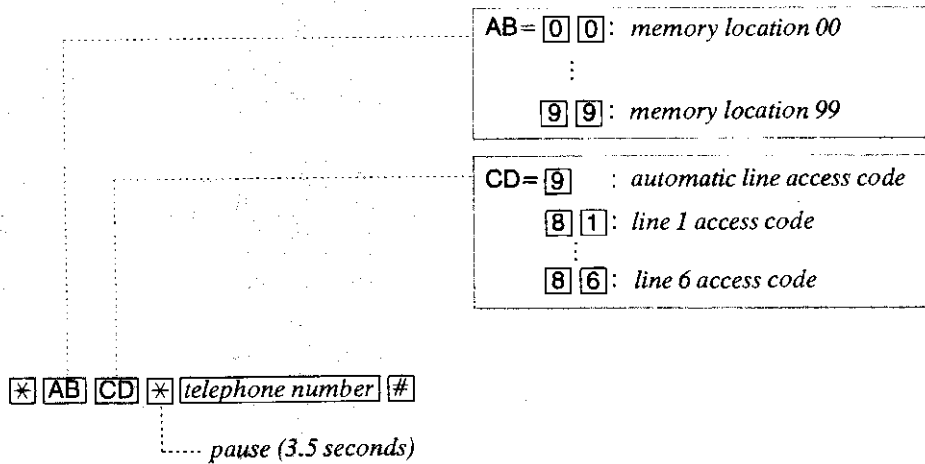 AB= 0 0 : memory location 00
⋮
9 9 : memory location 99
CD= 9 : automatic line access code
8 1 : line 1 access code
⋮
8 6 : line 6 access code
* AB CD * telephone number #
pause (3.5 seconds)